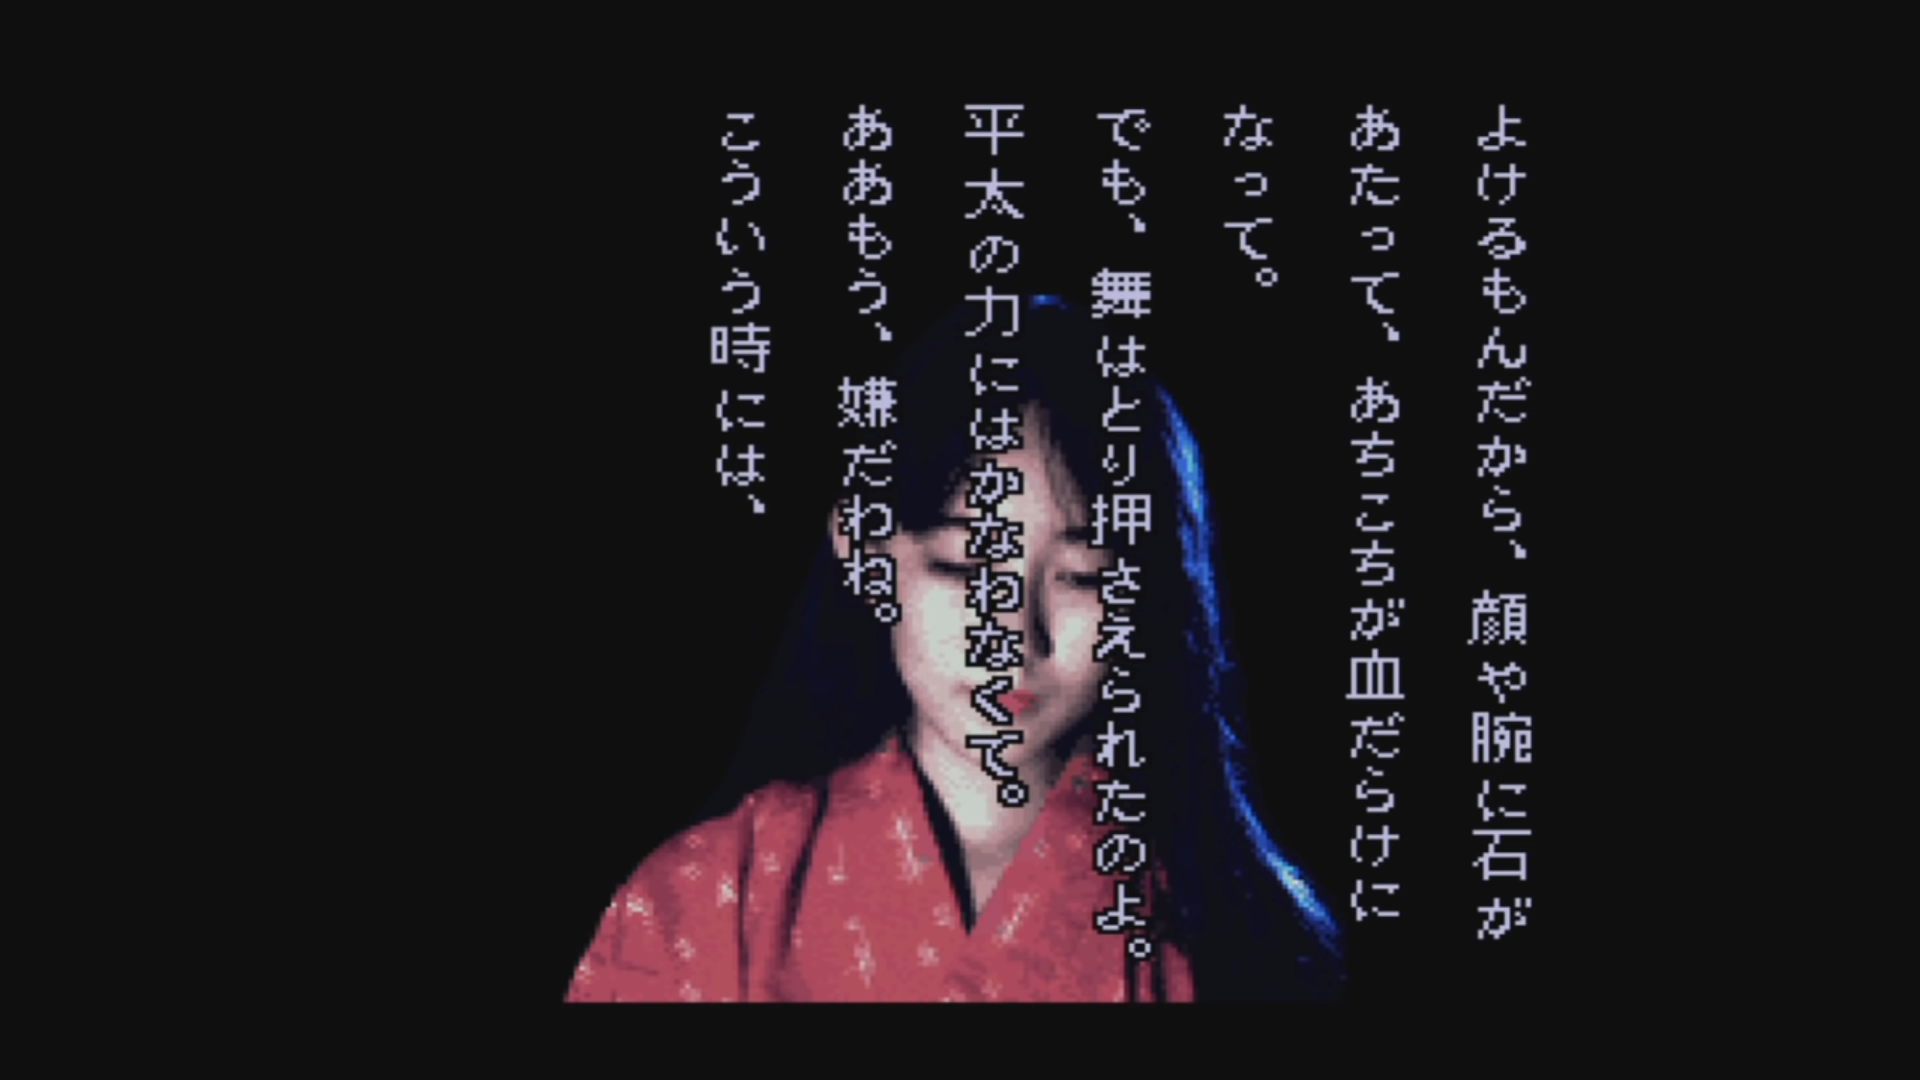 よけるもんだから、顔や腕に石が
あたって、あちこちが血だらけに
なって。
でも、舞はとり押さえられたのよ。
平太の力にはかなわなくて。
ああもう、嫌だわね。
こういう時には、